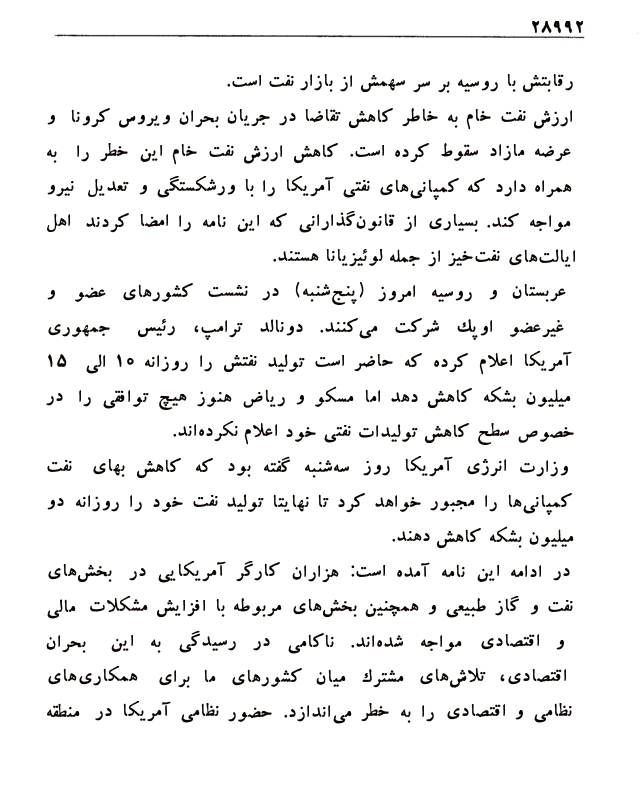 ۲۸۹۹۲
رقابتش با روسیه بر سر سهمش از بازار نفت است.
ارزش نفت خام به خاطر کاهش تقاضا در جریان بحران ویروس کرونا و
عرضه مازاد سقوط کرده است. کاهش ارزش نفت خام این خطر را به
همراه دارد که کمپانی‌های نفتی آمریکا را با ورشکستگی و تعدیل نیرو
مواجه کند. بسیاری از قانون‌گذارانی که این نامه را امضا کردند اهل
ایالت‌های نفت‌خیز از جمله لوئیزیانا هستند.
عربستان و روسیه امروز (پنج‌شنبه) در نشست کشورهای عضو و
غیرعضو اوپك شرکت می‌کنند. دونالد ترامپ، رئیس جمهوری
آمریکا اعلام کرده که حاضر است تولید نفتش را روزانه ۱۰ الی ۱۵
میلیون بشکه کاهش دهد اما مسکو و ریاض هنوز هیچ توافقی را در
خصوص سطح کاهش تولیدات نفتی خود اعلام نکرده‌اند.
وزارت انرژی آمریکا روز سه‌شنبه گفته بود که کاهش بهای نفت
کمپانی‌ها را مجبور خواهد کرد تا نهایتا تولید نفت خود را روزانه دو
میلیون بشکه کاهش دهند.
در ادامه این نامه آمده است: هزاران کارگر آمریکایی در بخش‌های
نفت و گاز طبیعی و همچنین بخش‌های مربوطه با افزایش مشکلات مالی
و اقتصادی مواجه شده‌اند. ناکامی در رسیدگی به این بحران
اقتصادی، تلاش‌های مشترك میان کشورهای ما برای همکاری‌های
نظامی و اقتصادی را به خطر می‌اندازد. حضور نظامی آمریکا در منطقه